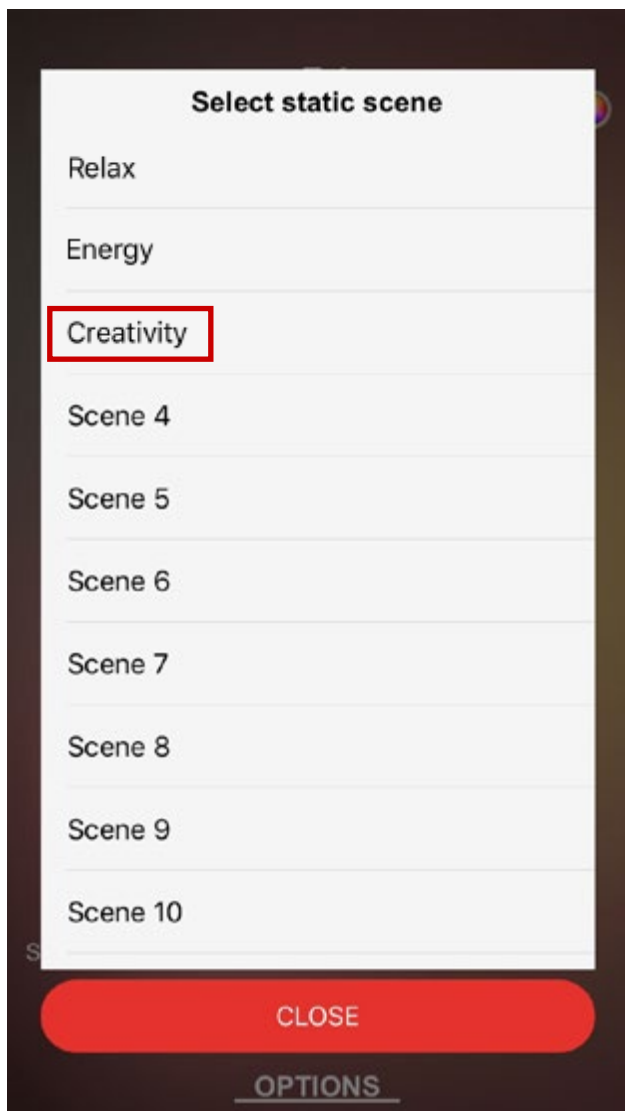 Select static scene
Relax
Energy
Creativity
Scene 4
Scene 5
Scene 6
Scene 7
Scene 8
Scene 9
Scene 10
S
CLOSE
OPTIONS